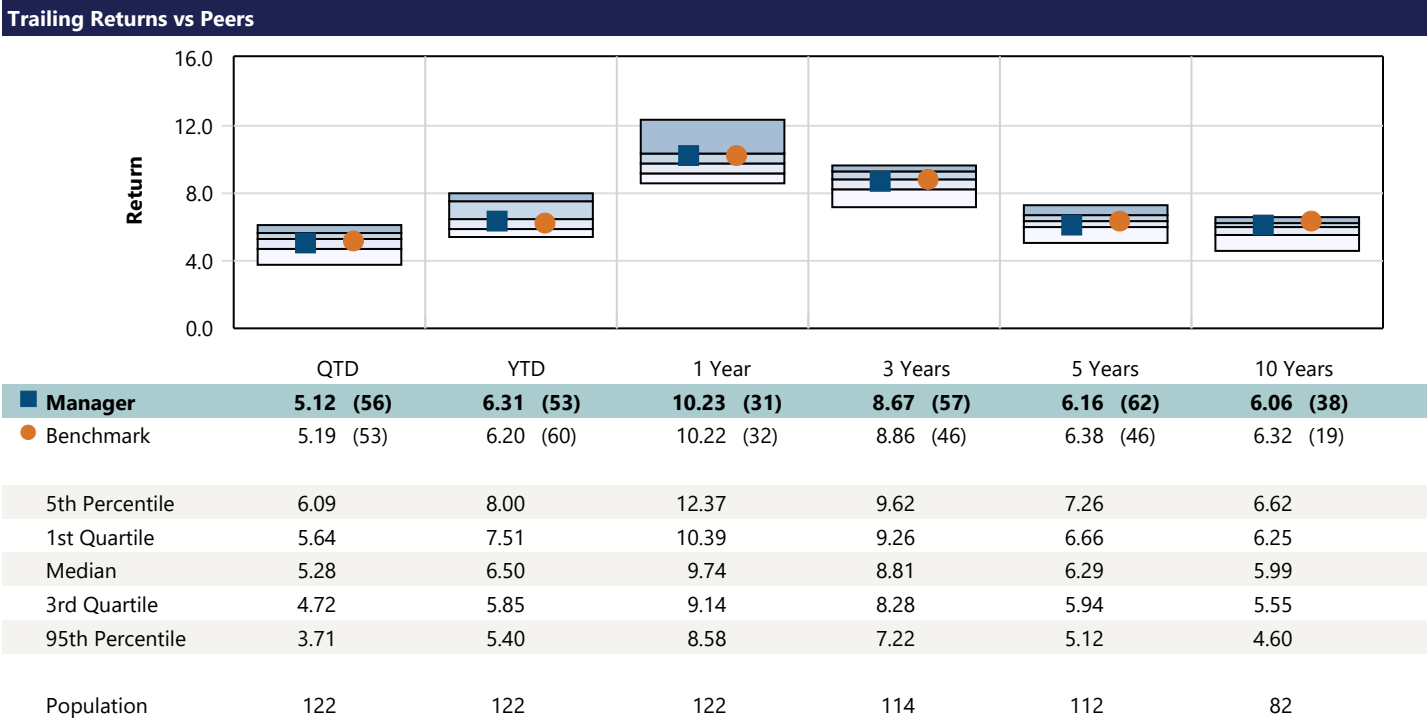 Trailing Returns vs Peers
16.0
12.0
8.0
4.0
0.0
Return
QTD YTD 1 Year 3 Years 5 Years 10 Years
Manager 5.12 (56) 6.31 (53) 10.23 (31) 8.67 (57) 6.16 (62) 6.06 (38)
Benchmark 5.19 (53) 6.20 (60) 10.22 (32) 8.86 (46) 6.38 (46) 6.32 (19)
5th Percentile 6.09 8.00 12.37 9.62 7.26 6.62
1st Quartile 5.64 7.51 10.39 9.26 6.66 6.25
Median 5.28 6.50 9.74 8.81 6.29 5.99
3rd Quartile 4.72 5.85 9.14 8.28 5.94 5.55
95th Percentile 3.71 5.40 8.58 7.22 5.12 4.60
Population 122 122 122 114 112 82